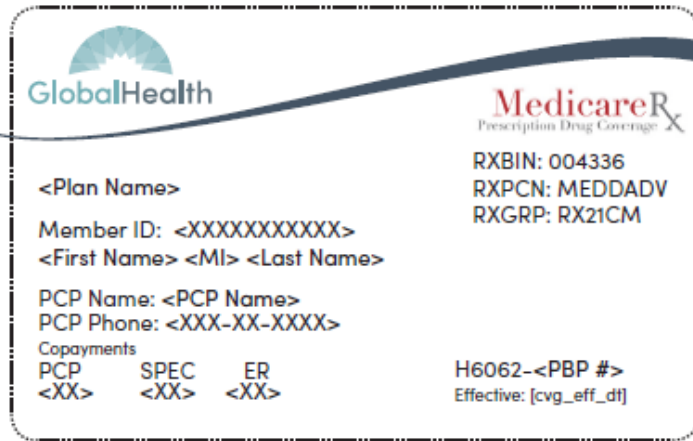 GlobalHealth
MedicareRx
Prescription Drug Coverage
RXBIN: 004336
RXPCN: MEDDADV
RXGRP: RX21CM
<Plan Name>
Member ID: <XXXXXXXXXXX>
<First Name> <MI> <Last Name>
PCP Name: <PCP Name>
PCP Phone: <XXX-XX-XXXX>
Copayments
PCP SPEC ER
<XX> <XX> <XX>
H6062-<PBP #>
Effective: [cvg_eff_dt]